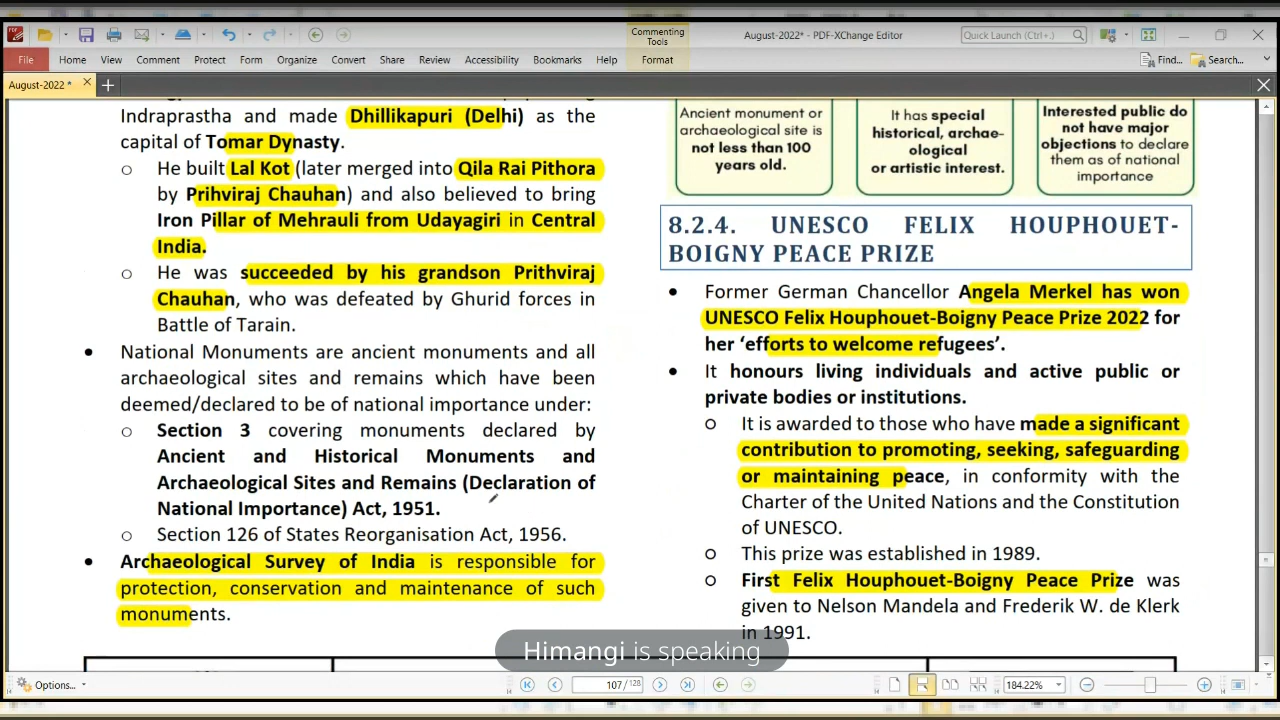 Commenting
Tools
August-2022* - PDF-XChange Editor
Quick Launch (Ctrl+.)
File
Home
View
Comment
Protect
Form
Organize
Convert
Share
Review
Accessibility
Bookmarks
Help
Format
Find...
Search...
August-2022 *
Indraprastha and made Dhillikapuri (Delhi) as the
capital of Tomar Dynasty.
o He built Lal Kot (later merged into Qila Rai Pithora
by Prihviraj Chauhan) and also believed to bring
Iron Pillar of Mehrauli from Udayagiri in Central
India.
o He was succeeded by his grandson Prithviraj
Chauhan, who was defeated by Ghurid forces in
Battle of Tarain.
• National Monuments are ancient monuments and all
archaeological sites and remains which have been
deemed/declared to be of national importance under:
o Section 3 covering monuments declared by
Ancient and Historical Monuments and
Archaeological Sites and Remains (Declaration of
National Importance) Act, 1951.
o Section 126 of States Reorganisation Act, 1956.
• Archaeological Survey of India is responsible for
protection, conservation and maintenance of such
monuments.
Ancient monument or
archaeological site is
not less than 100
years old.
It has special
historical, archae-
ological
or artistic interest.
Interested public do
not have major
objections to declare
them as of national
importance
8.2.4. UNESCO FELIX HOUPHOUET-
BOIGNY PEACE PRIZE
• Former German Chancellor Angela Merkel has won
UNESCO Felix Houphouet-Boigny Peace Prize 2022 for
her ‘efforts to welcome refugees’.
• It honours living individuals and active public or
private bodies or institutions.
o It is awarded to those who have made a significant
contribution to promoting, seeking, safeguarding
or maintaining peace, in conformity with the
Charter of the United Nations and the Constitution
of UNESCO.
o This prize was established in 1989.
o First Felix Houphouet-Boigny Peace Prize was
given to Nelson Mandela and Frederik W. de Klerk
in 1991.
Himangi is speaking
Options...
107 / 128
184.22%